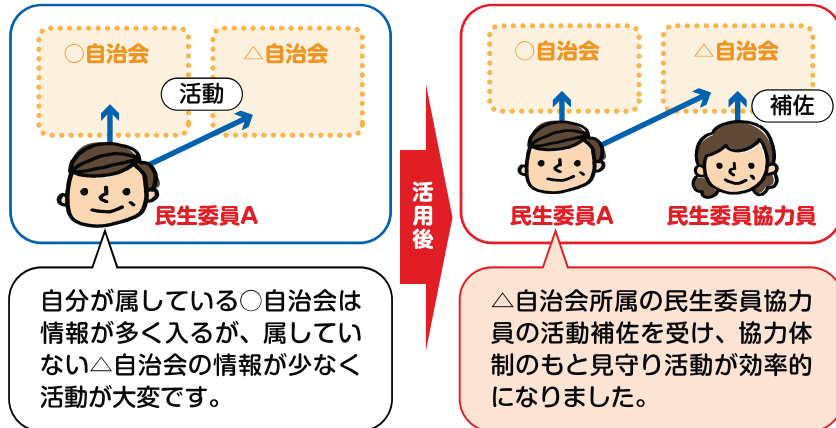 ○自治会
△自治会
活動
民生委員A
自分が属している○自治会は
情報が多く入るが、属してい
ない△自治会の情報が少なく
活動が大変です。
活用後
○自治会
△自治会
補佐
民生委員A
民生委員協力員
△自治会所属の民生委員協力
員の活動補佐を受け、協力体
制のもと見守り活動が効率的
になりました。